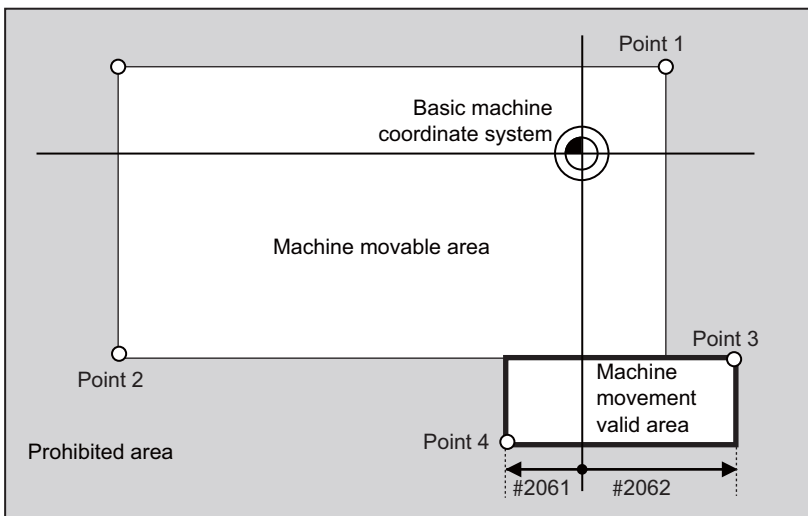 Point 1
Basic machine
coordinate system
Machine movable area
Point 3
Point 2
Machine
movement
valid area
Point 4
Prohibited area
#2061
#2062